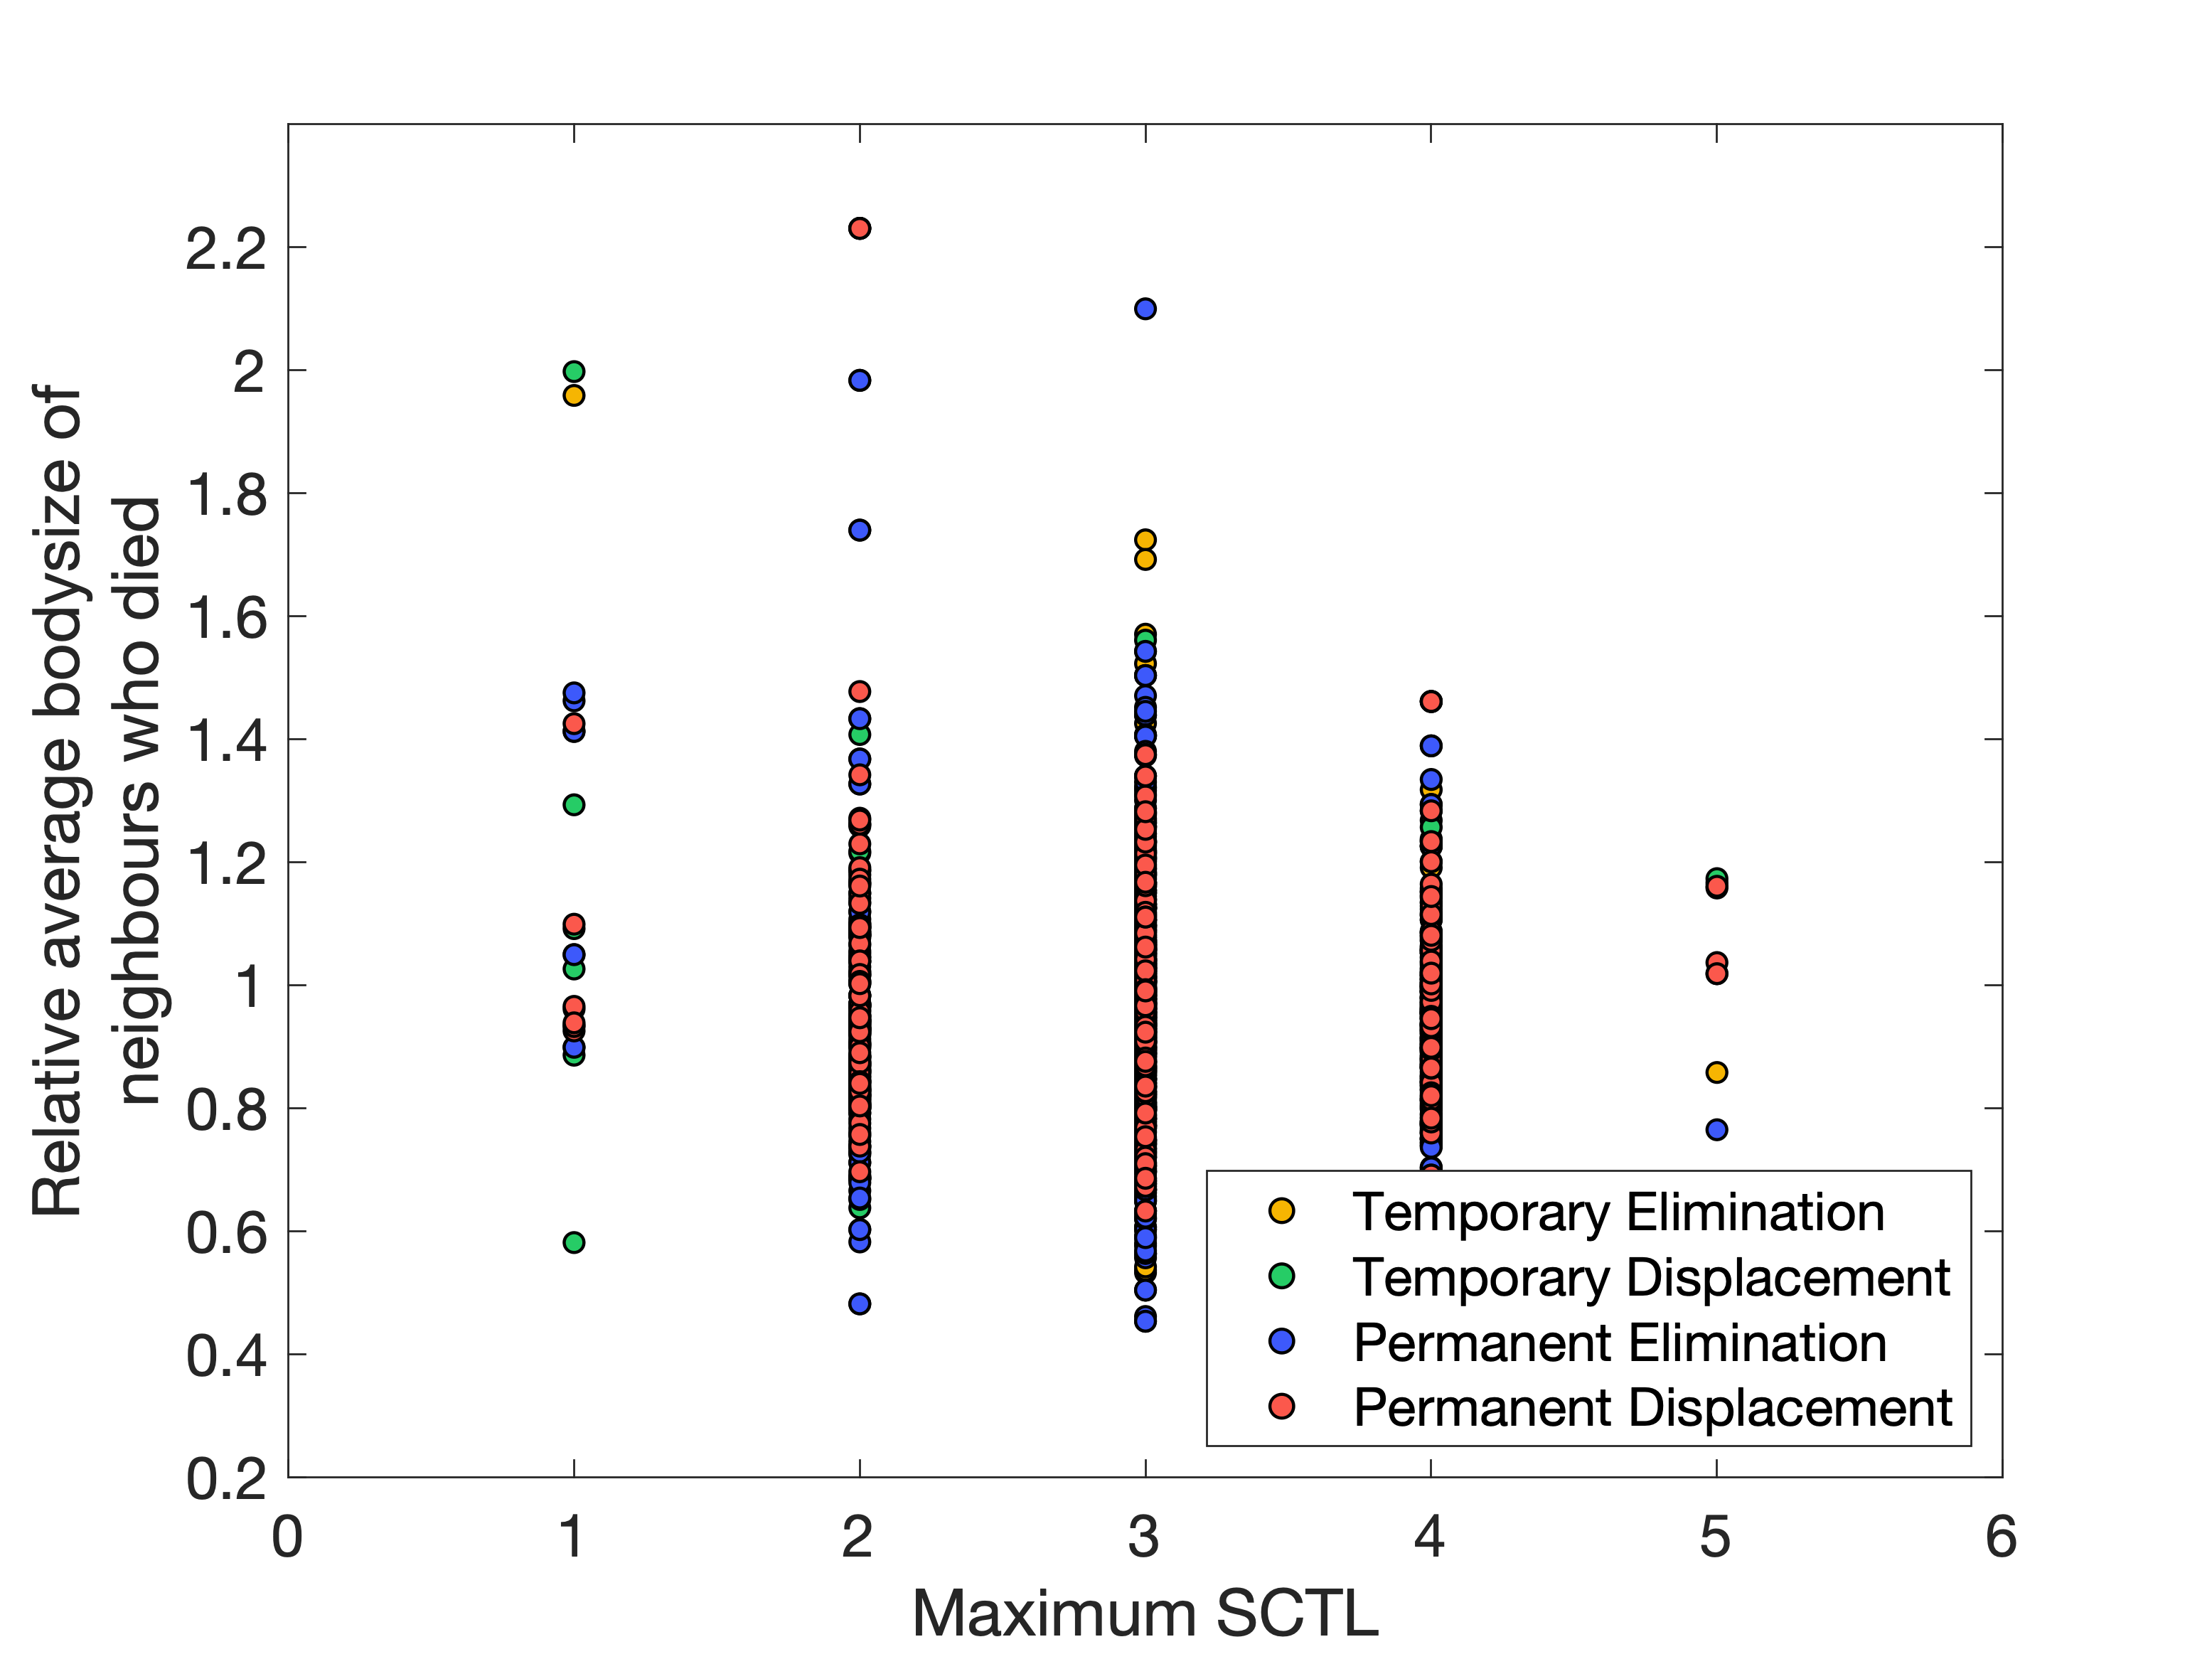 Relative average bodysize of
neighbours who died
2.2
2
1.8
1.6
1.4
1.2
1
0.8
0.6
0.4
0.2
0
1
2
3
4
5
6
Maximum SCTL
Temporary Elimination
Temporary Displacement
Permanent Elimination
Permanent Displacement